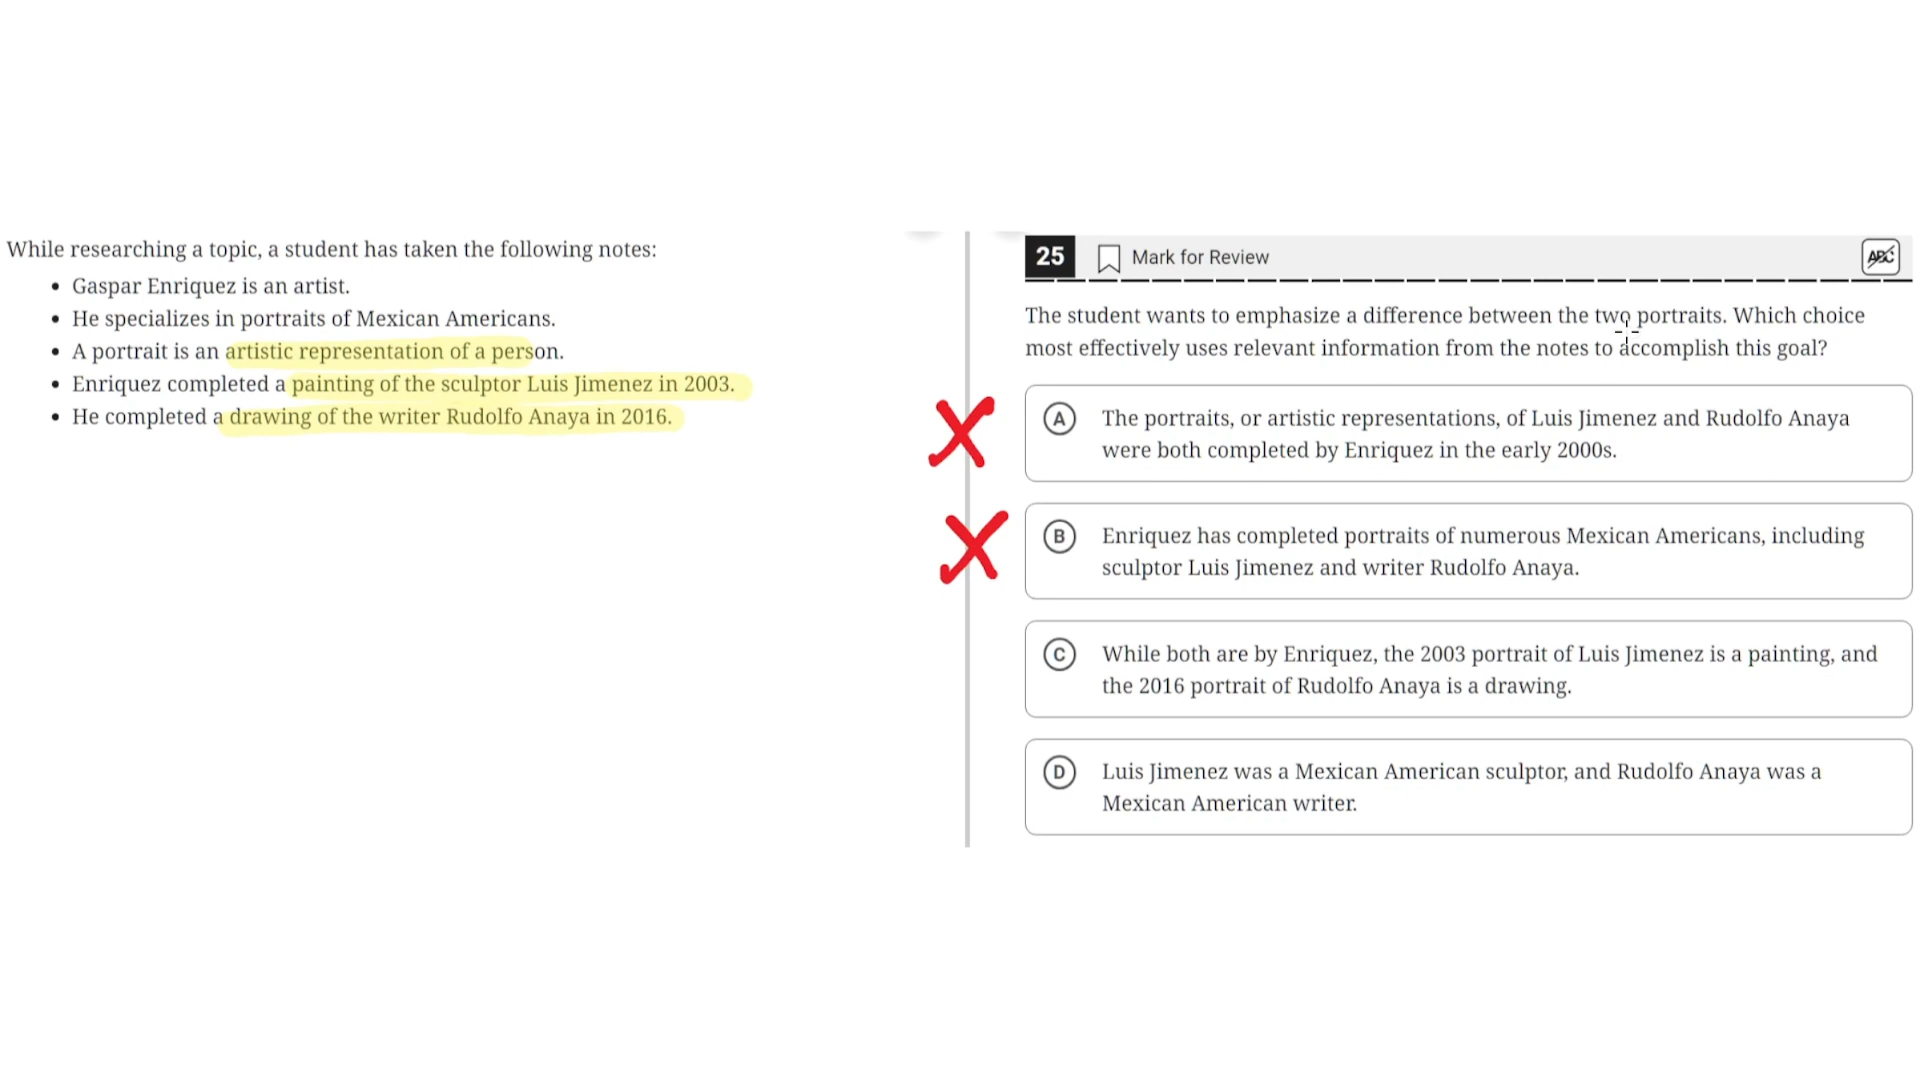 While researching a topic, a student has taken the following notes:
• Gaspar Enriquez is an artist.
• He specializes in portraits of Mexican Americans.
• A portrait is an artistic representation of a person.
• Enriquez completed a painting of the sculptor Luis Jimenez in 2003.
• He completed a drawing of the writer Rudolfo Anaya in 2016.
25 Mark for Review ABC
The student wants to emphasize a difference between the two portraits. Which choice
most effectively uses relevant information from the notes to accomplish this goal?
A The portraits, or artistic representations, of Luis Jimenez and Rudolfo Anaya
were both completed by Enriquez in the early 2000s.
B Enriquez has completed portraits of numerous Mexican Americans, including
sculptor Luis Jimenez and writer Rudolfo Anaya.
C While both are by Enriquez, the 2003 portrait of Luis Jimenez is a painting, and
the 2016 portrait of Rudolfo Anaya is a drawing.
D Luis Jimenez was a Mexican American sculptor, and Rudolfo Anaya was a
Mexican American writer.